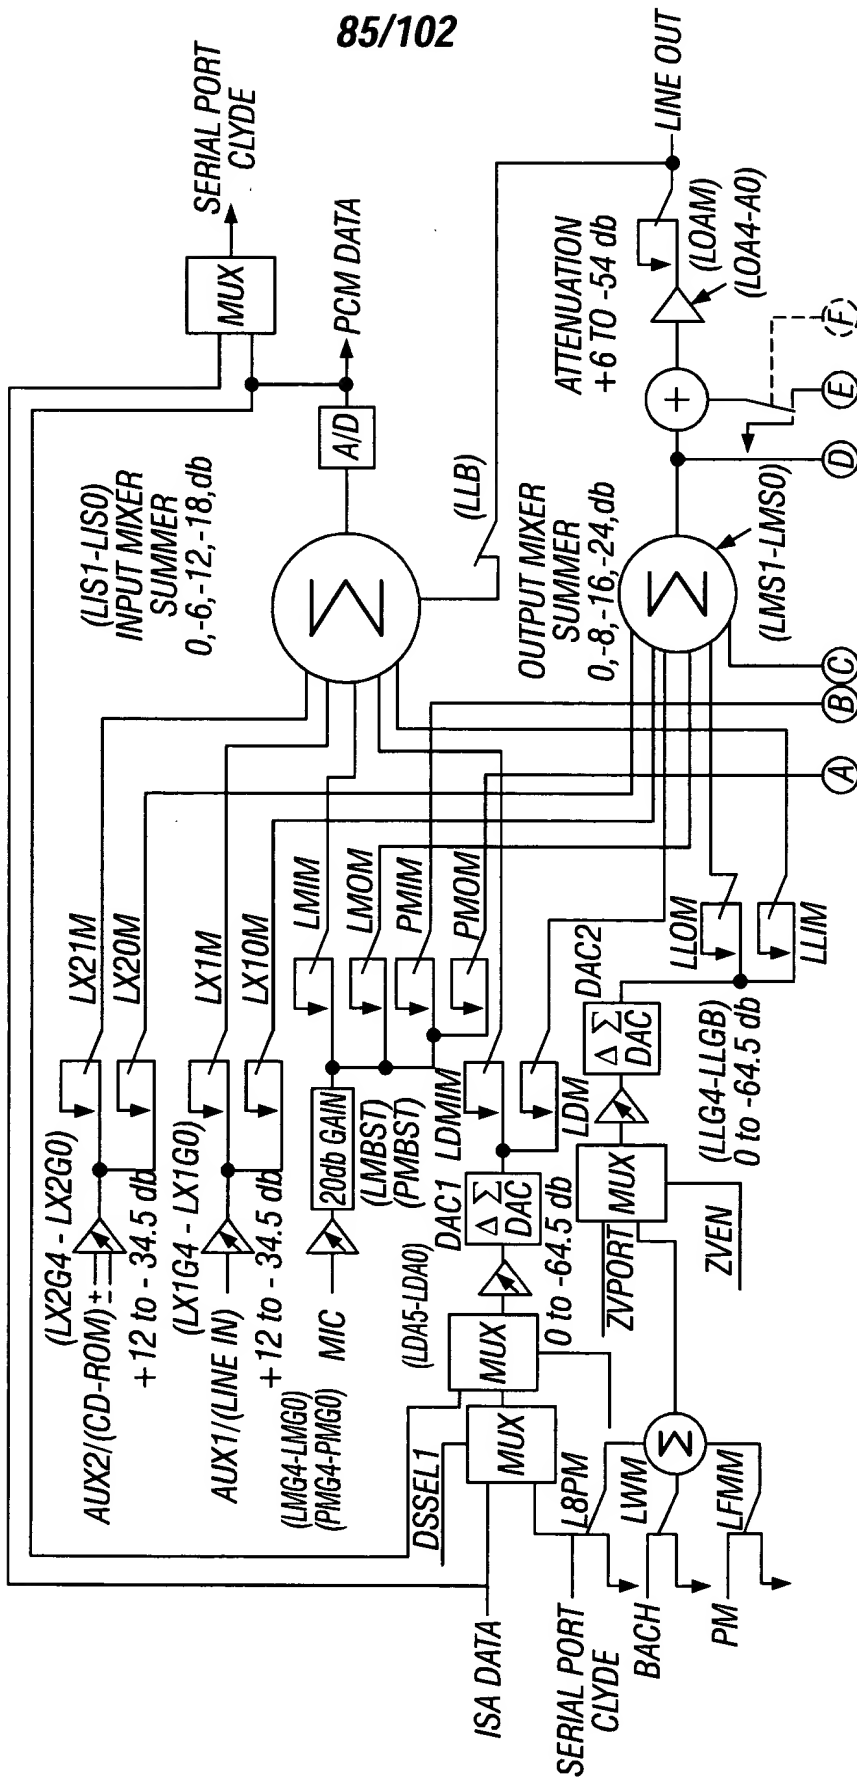 85/102
SERIAL PORT
CLYDE
MUX
PCM DATA
A/D
(LIS1-LIS0)
INPUT MIXER
SUMMER
0,-6,-12,-18,db
Σ
(LLB)
LINE OUT
(LOAM)
(LOA4-A0)
ATTENUATION
+6 TO -54 db
+
F
E
D
OUTPUT MIXER
SUMMER
0,-8,-16,-24,db
Σ
(LMS1-LMS0)
C
B
A
LX21M
LX20M
LX1M
LX10M
LMIM
LMOM
PMIM
PMOM
(LX2G4 - LX2G0)
AUX2/(CD-ROM)
+
-
+12 to - 34.5 db
(LX1G4 - LX1G0)
AUX1/(LINE IN)
+12 to - 34.5 db
(LMG4-LMG0)
(PMG4-PMG0)
MIC
20db GAIN
(LMBST)
(PMBST)
LDMIM
LDM
DAC1
Δ Σ
DAC
(LDA5-LDA0)
0 to -64.5 db
MUX
MUX
DSSEL1
ISA DATA
SERIAL PORT
CLYDE
L8PM
BACH
LWM
PM
LFMM
Σ
ZVPORT
MUX
ZVEN
DAC2
Δ Σ
DAC
(LLG4-LLGB)
0 to -64.5 db
LLOM
LLIM